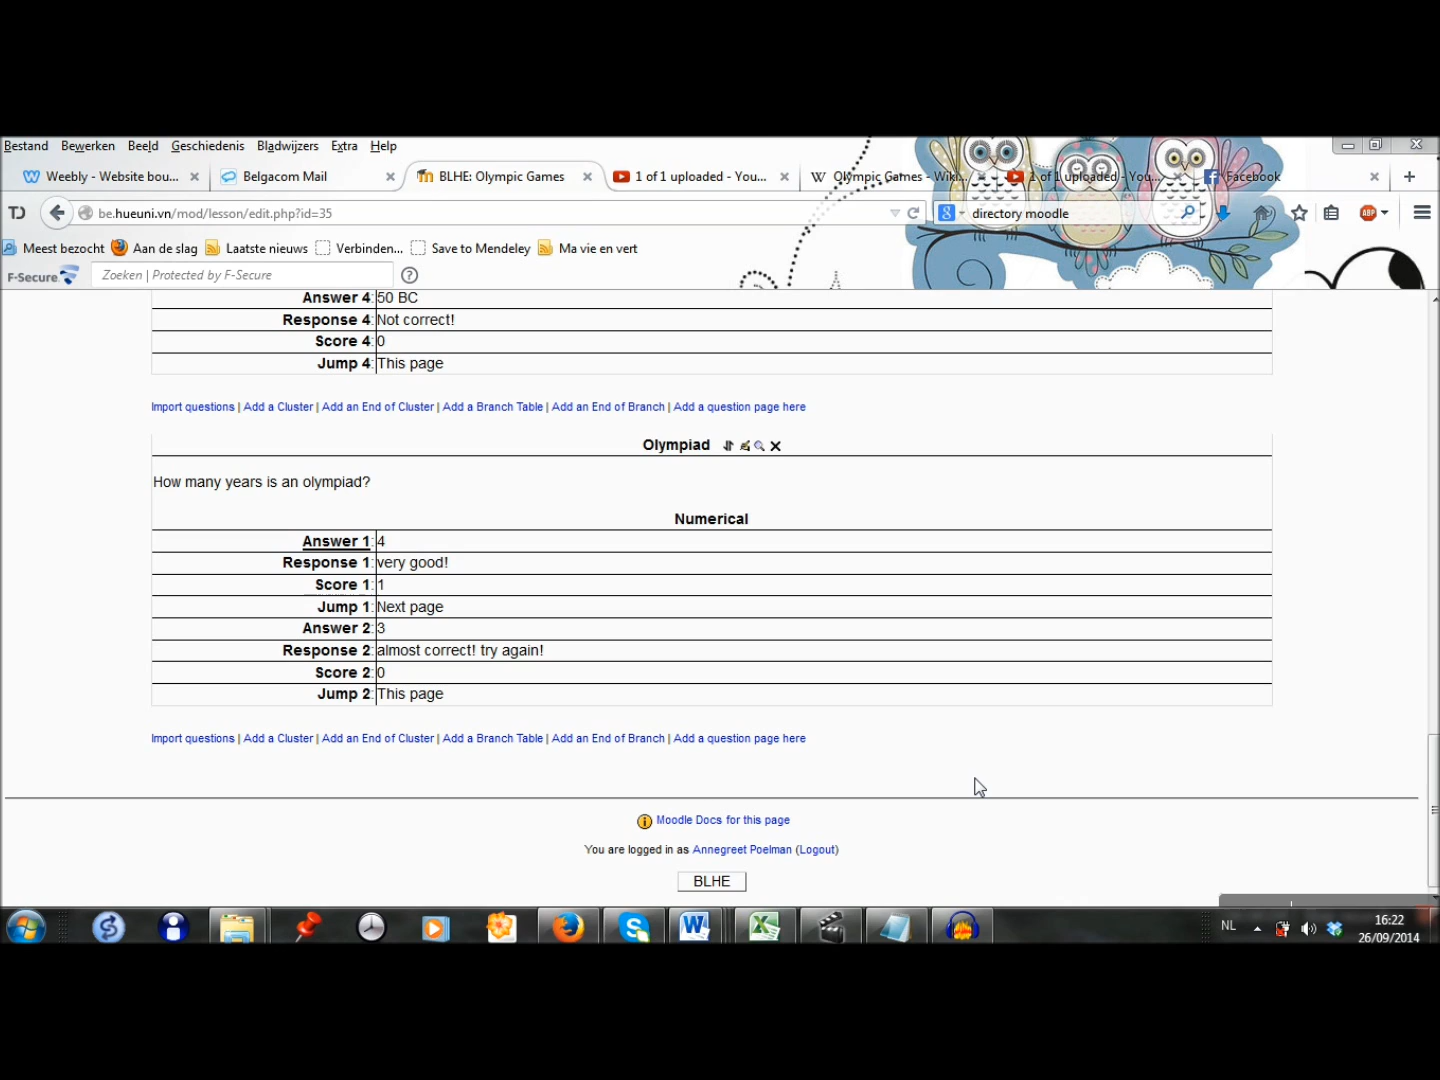 Bestand Bewerken Beeld Geschiedenis Bladwijzers Extra Help
Weebly - Website bou... Belgacom Mail BLHE: Olympic Games 1 of 1 uploaded - You... Olympic Games - Wiki... 1 of 1 uploaded - You... Facebook
be.hueuni.vn/mod/lesson/edit.php?id=35 directory moodle ABP
Meest bezocht Aan de slag Laatste nieuws Verbinden... Save to Mendeley Ma vie en vert
F-Secure Zoeken | Protected by F-Secure
Answer 4: 50 BC
Response 4: Not correct!
Score 4: 0
Jump 4: This page
Import questions | Add a Cluster | Add an End of Cluster | Add a Branch Table | Add an End of Branch | Add a question page here
Olympiad
How many years is an olympiad?
Numerical
Answer 1: 4
Response 1: very good!
Score 1: 1
Jump 1: Next page
Answer 2: 3
Response 2: almost correct! try again!
Score 2: 0
Jump 2: This page
Import questions | Add a Cluster | Add an End of Cluster | Add a Branch Table | Add an End of Branch | Add a question page here
Moodle Docs for this page
You are logged in as Annegreet Poelman (Logout)
BLHE
NL 16:22
26/09/2014